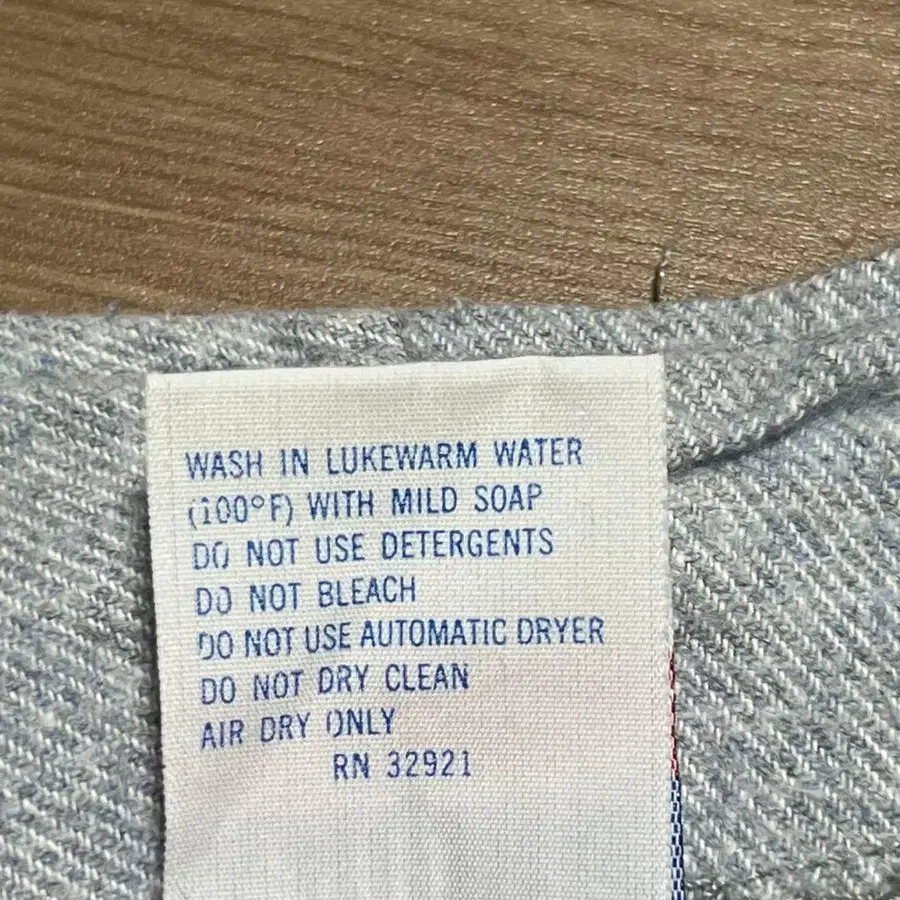 WASH IN LUKEWARM WATER
(100°F) WITH MILD SOAP
DO NOT USE DETERGENTS
DO NOT BLEACH
DO NOT USE AUTOMATIC DRYER
DO NOT DRY CLEAN
AIR DRY ONLY
RN 32921